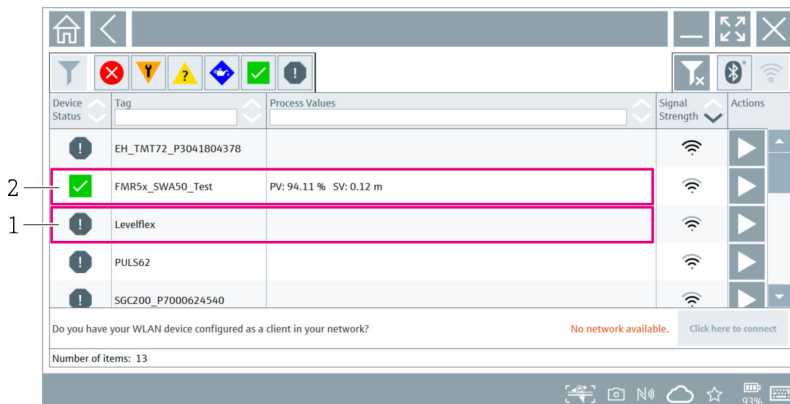 Device Status
Tag
Process Values
Signal Strength
Actions
EH_TMT72_P3041804378
2
FMR5x_SWA50_Test
PV: 94.11 % SV: 0.12 m
1
Levelflex
PULS62
SGC200_P7000624540
Do you have your WLAN device configured as a client in your network?
No network available.
Click here to connect
Number of items: 13
93%